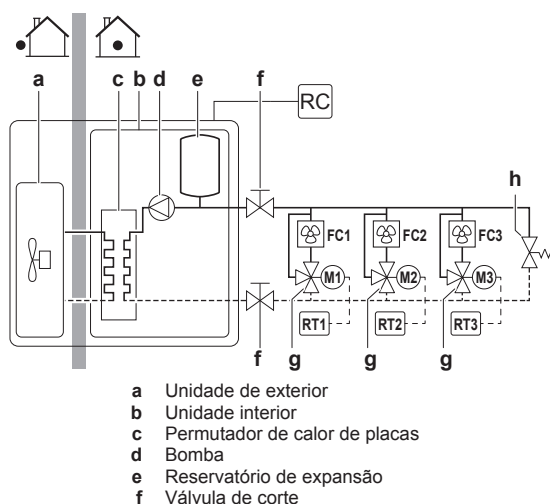 a c b d e f
RC
h
FC1 FC2 FC3
M1 M2 M3
RT1 RT2 RT3
f g g g
a Unidade de exterior
b Unidade interior
c Permutador de calor de placas
d Bomba
e Reservatório de expansão
f Válvula de corte